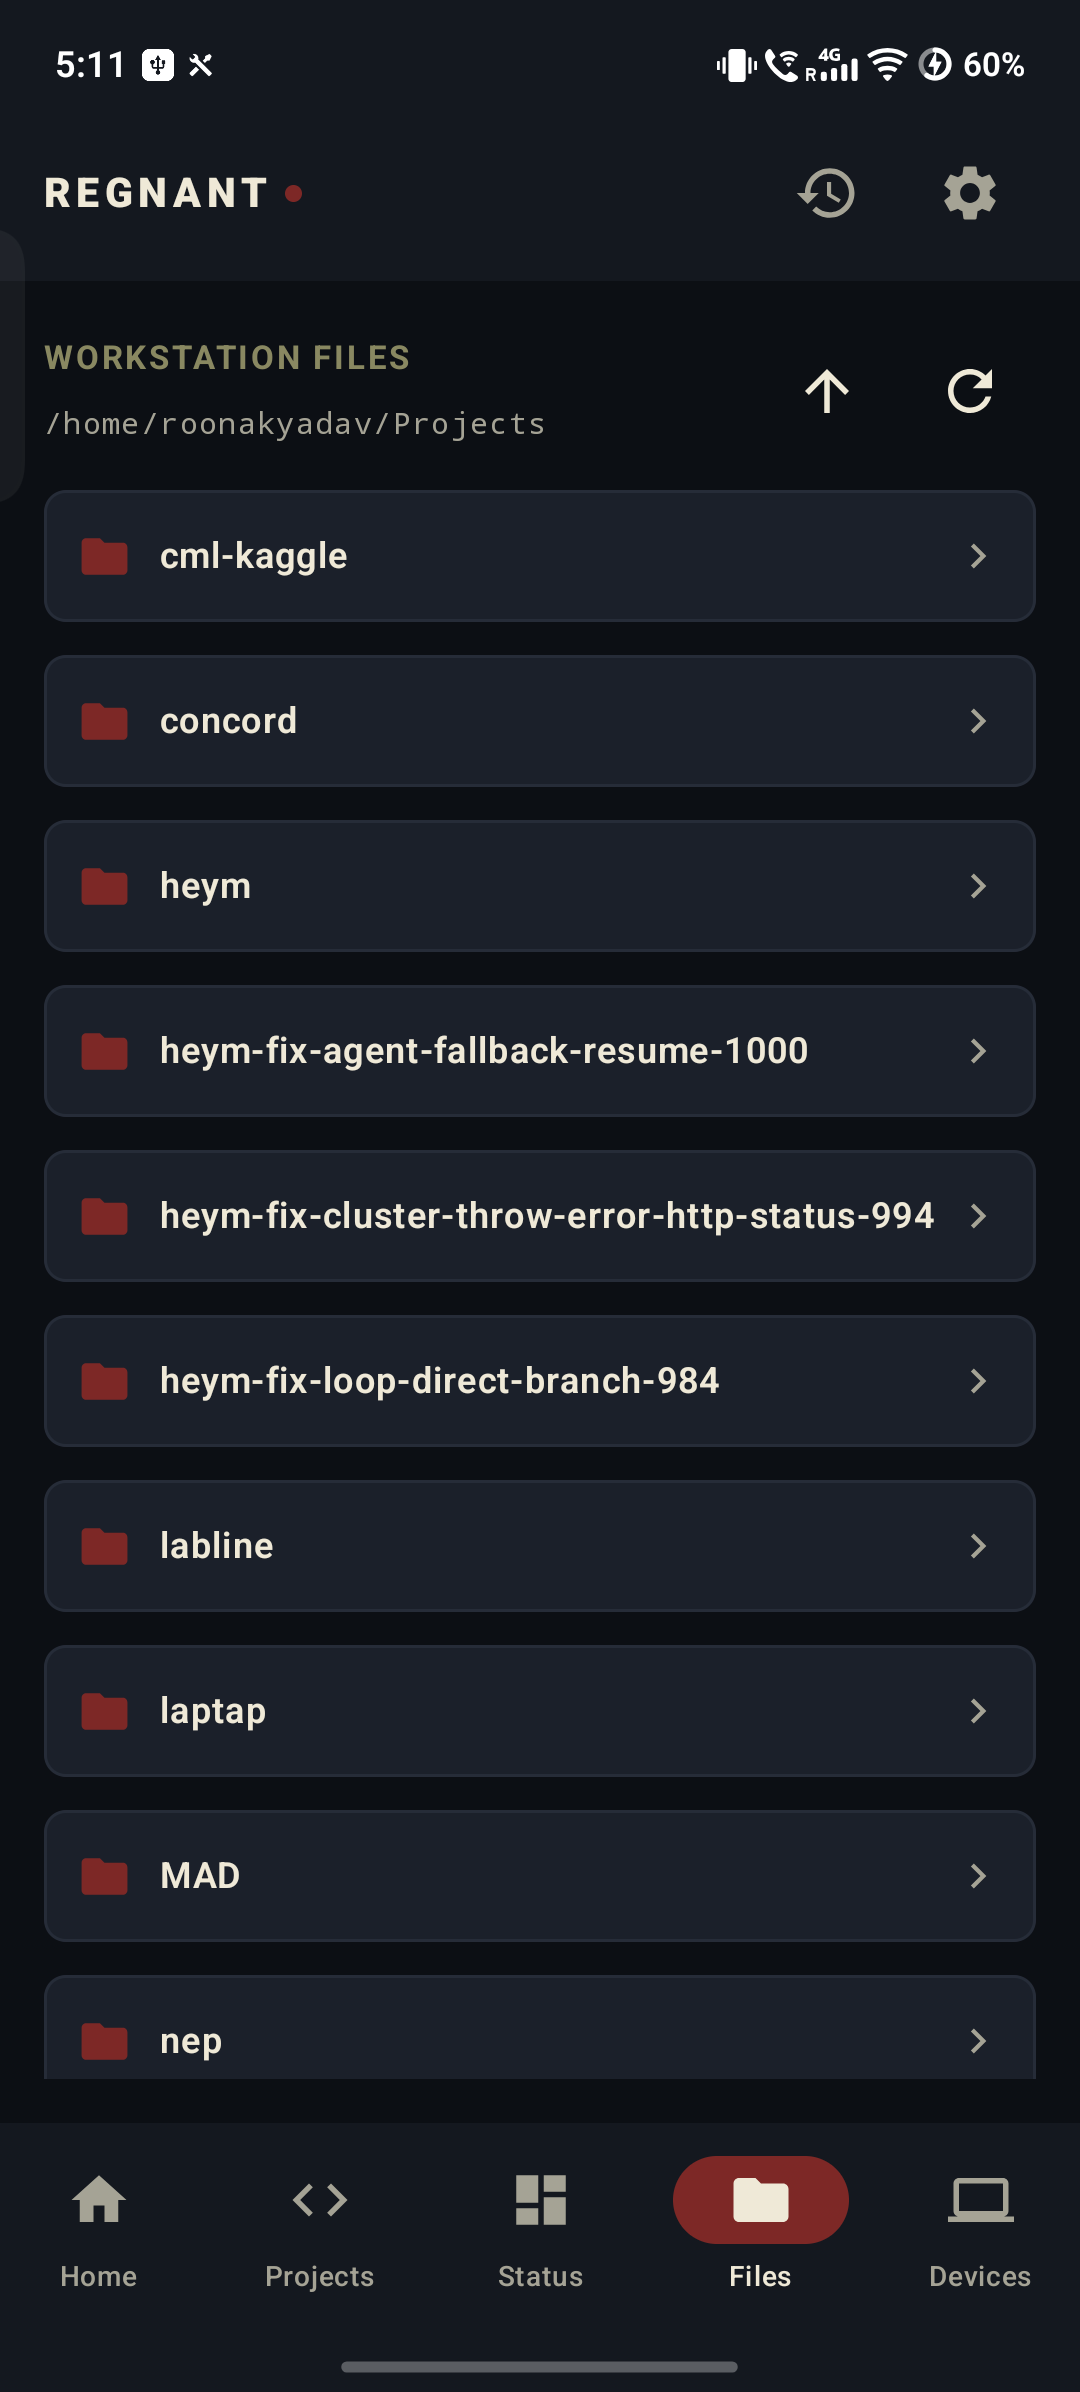 5:11
4G
R
60%
REGNANT
WORKSTATION FILES
/home/roonakyadav/Projects
cml-kaggle
concord
heym
heym-fix-agent-fallback-resume-1000
heym-fix-cluster-throw-error-http-status-994
heym-fix-loop-direct-branch-984
labline
laptap
MAD
nep
Home
Projects
Status
Files
Devices